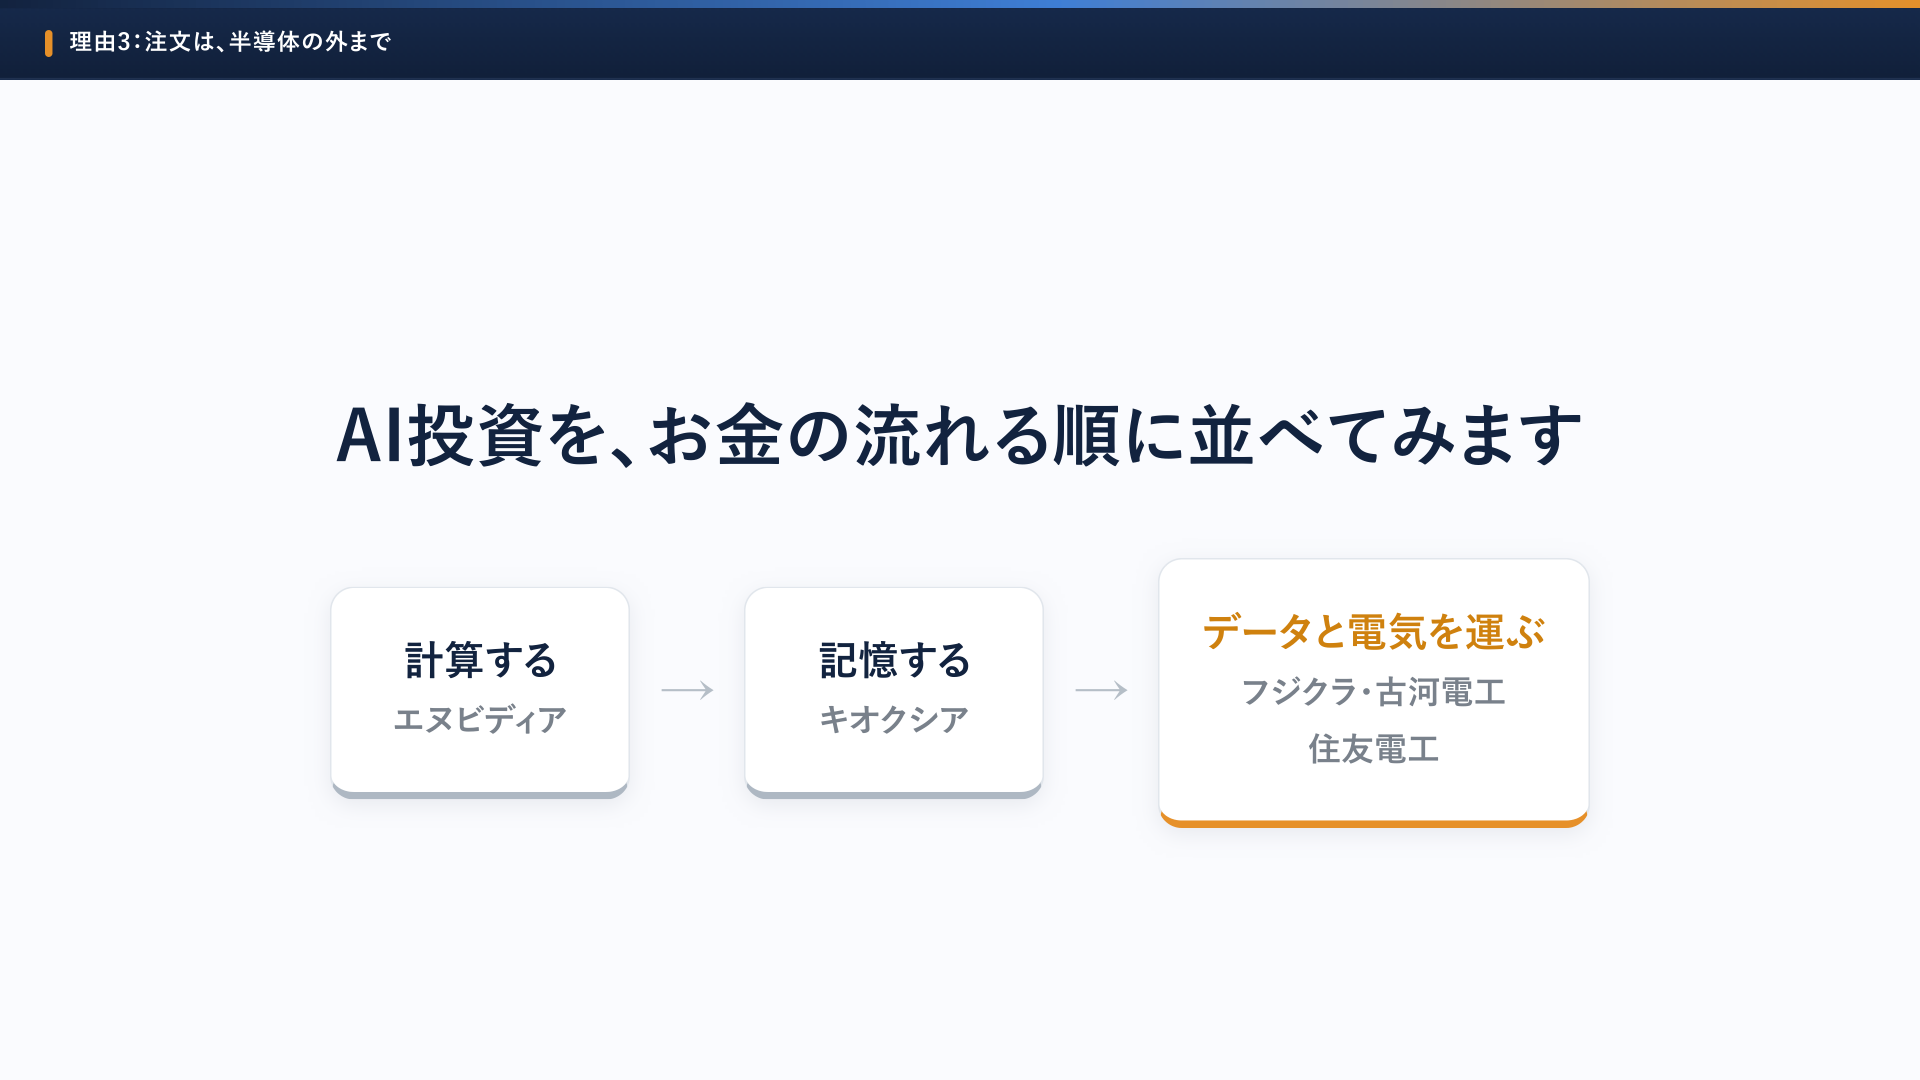 理由3：注文は、半導体の外まで
AI投資を、お金の流れる順に並べてみます
計算する
エヌビディア
→
記憶する
キオクシア
→
データと電気を運ぶ
フジクラ・古河電工
住友電工